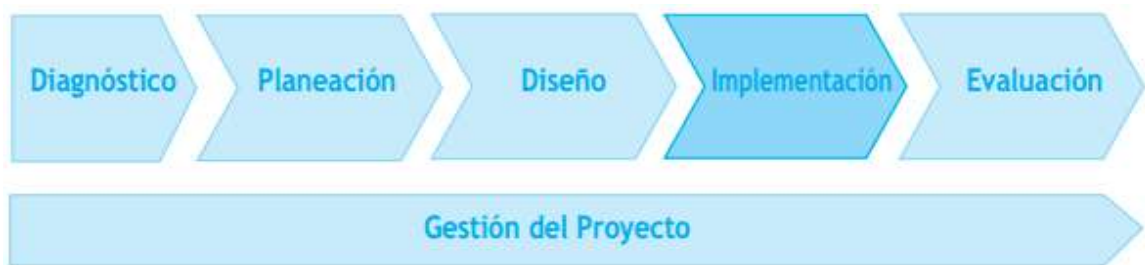 Diagnóstico
Planeación
Diseño
Implementación
Evaluación
Gestión del Proyecto